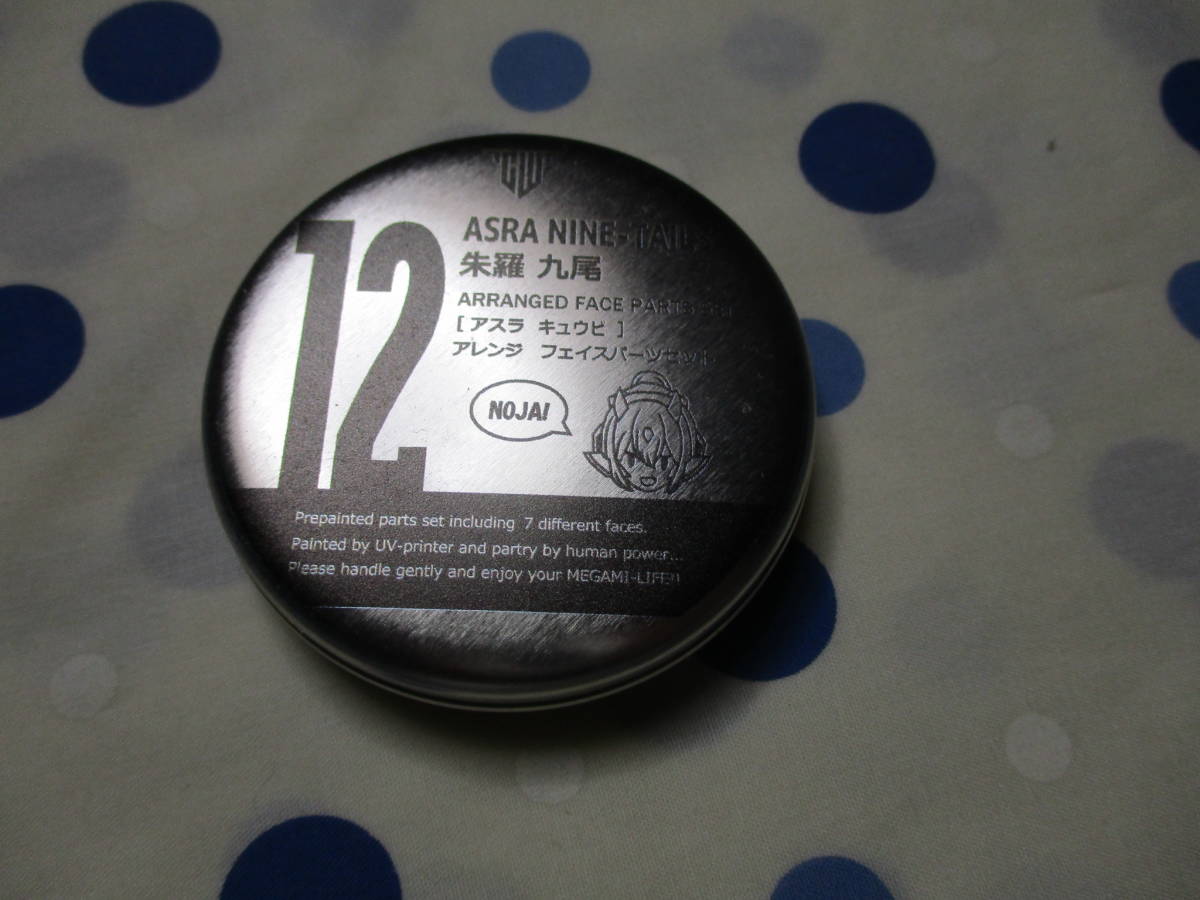 12
ASRA NINE-TAILS
朱羅 九尾
ARRANGED FACE PARTS SET
[ アスラ キュウビ ]
アレンジ フェイスパーツセット
NOJA!
Prepainted parts set including 7 different faces.
Painted by UV-printer and partry by human power...
Please handle gently and enjoy your MEGAMI-LIFE!!